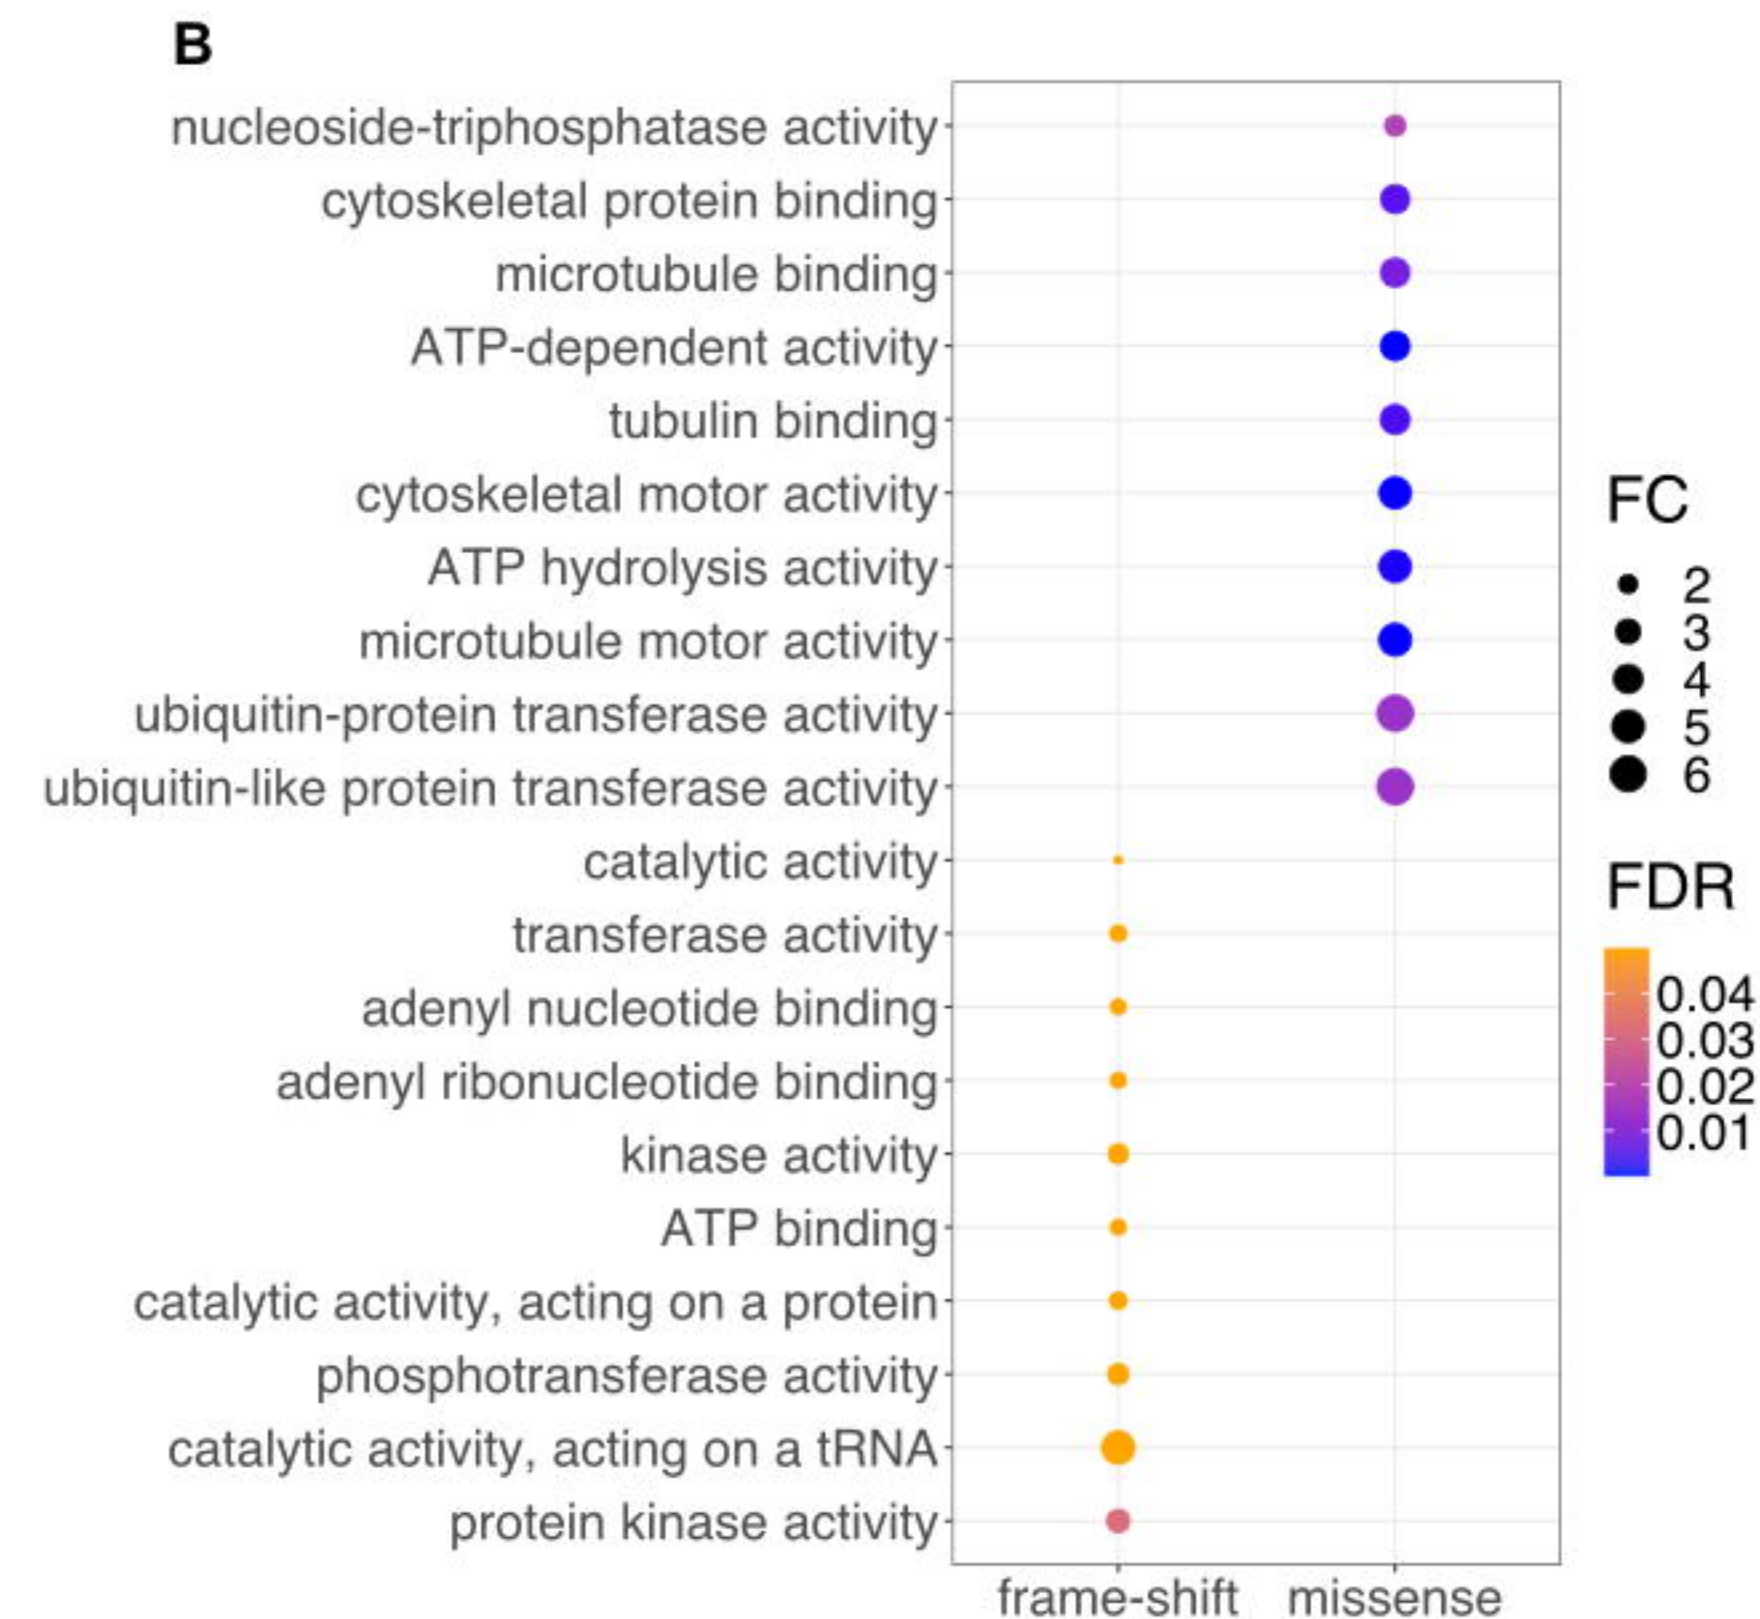 B
nucleoside-triphosphatase activity
cytoskeletal protein binding
microtubule binding
ATP-dependent activity
tubulin binding
cytoskeletal motor activity
ATP hydrolysis activity
microtubule motor activity
ubiquitin-protein transferase activity
ubiquitin-like protein transferase activity
catalytic activity
transferase activity
adenyl nucleotide binding
adenyl ribonucleotide binding
kinase activity
ATP binding
catalytic activity, acting on a protein
phosphotransferase activity
catalytic activity, acting on a tRNA
protein kinase activity
frame-shift missense
FC
2
3
4
5
6
FDR
0.04
0.03
0.02
0.01